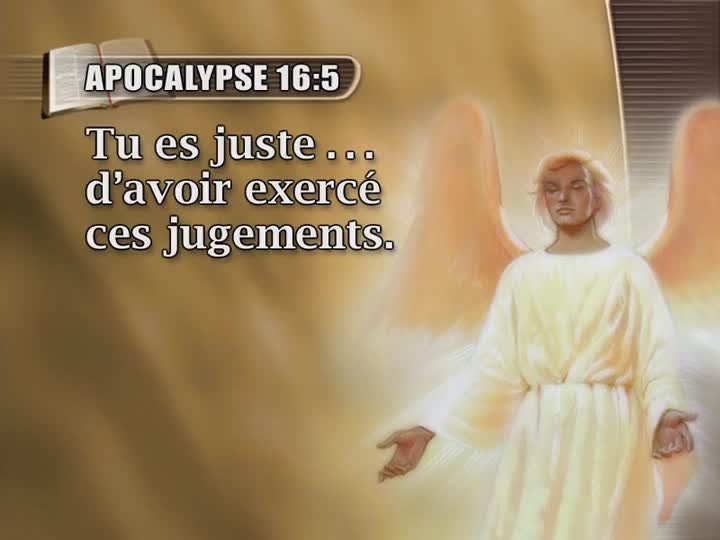 APOCALYPSE 16:5
Tu es juste . . .
d’avoir exercé
ces jugements.